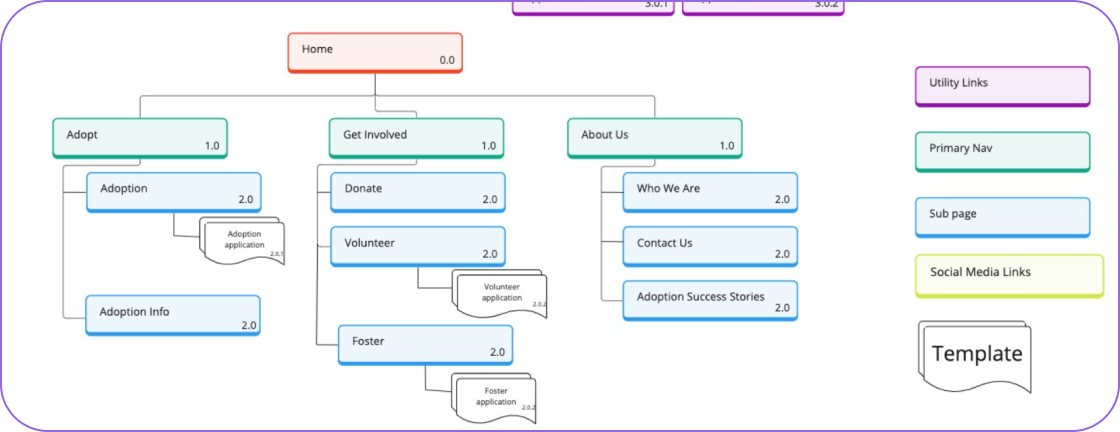 3.0.1
3.0.2
Home
0.0
Utility Links
Adopt
1.0
Get Involved
1.0
About Us
1.0
Primary Nav
Adoption
2.0
Donate
2.0
Who We Are
2.0
Sub page
Adoption
application
2.0.1
Volunteer
2.0
Contact Us
2.0
Social Media Links
Volunteer
application
2.0.2
Adoption Info
2.0
Adoption Success Stories
2.0
Foster
2.0
Template
Foster
application
2.0.2